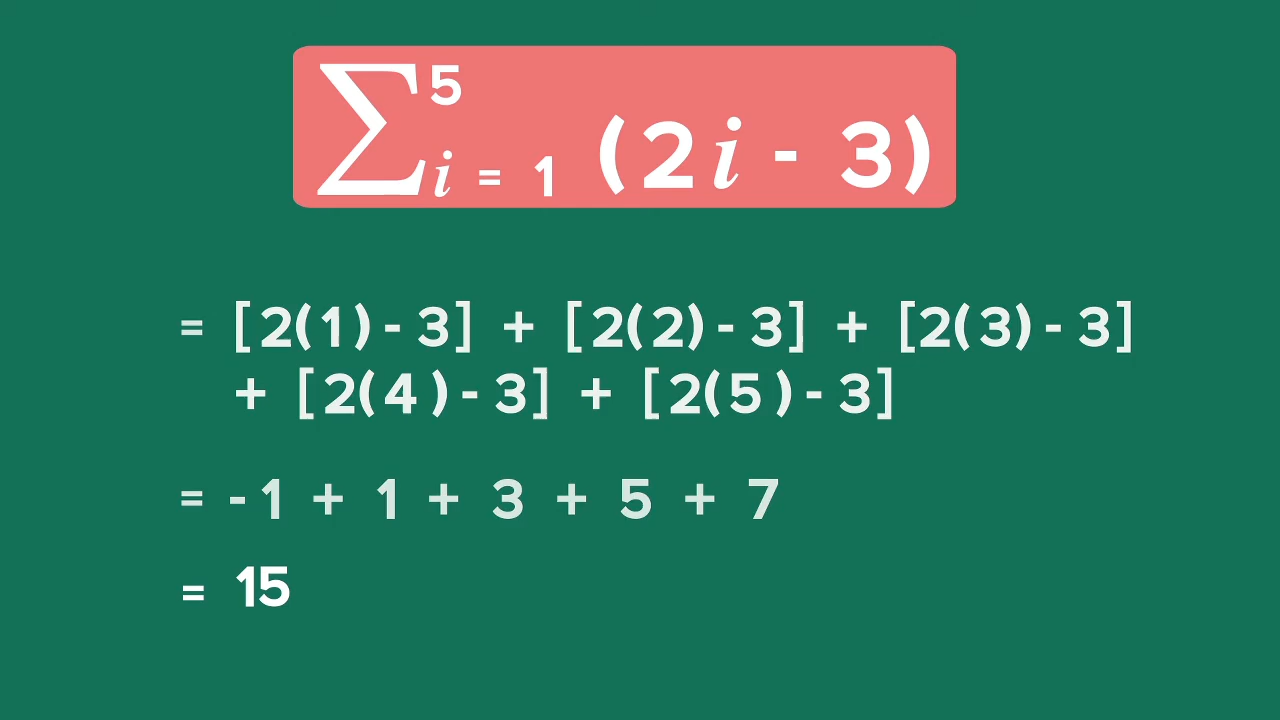 ∑⁵ᵢ ₌ ₁ (2i - 3)
= [2(1) - 3] + [2(2) - 3] + [2(3) - 3]
+ [2(4) - 3] + [2(5) - 3]
= -1 + 1 + 3 + 5 + 7
= 15